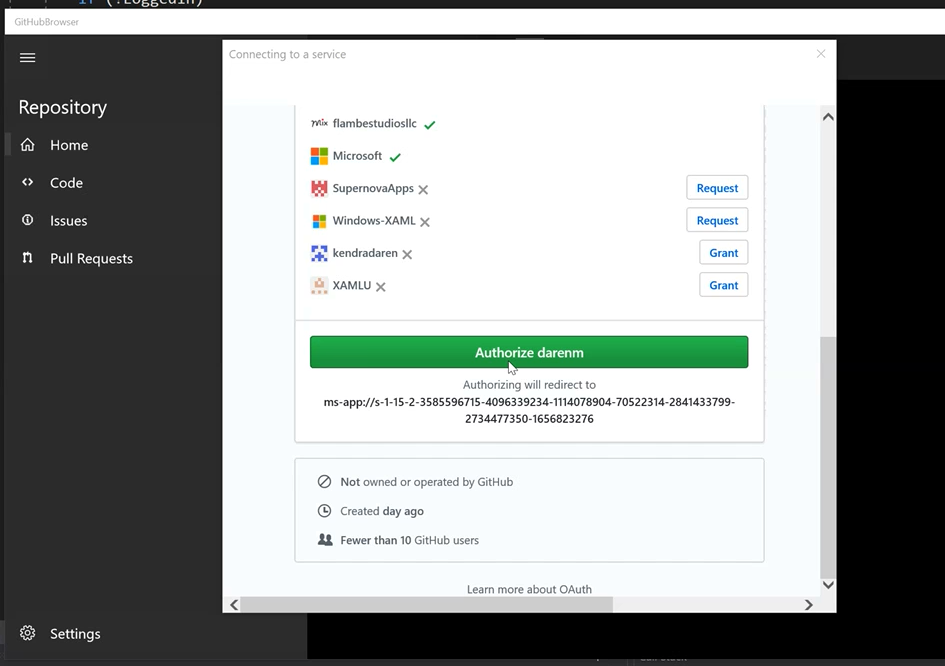 if (!LoggedIn)
GitHubBrowser
Connecting to a service
Repository
Home
Code
Issues
Pull Requests
Settings
mix flambestudiosllc
Microsoft
SupernovaApps
Request
Windows-XAML
Request
kendradaren
Grant
XAMLU
Grant
Authorize darenm
Authorizing will redirect to
ms-app://s-1-15-2-3585596715-4096339234-1114078904-70522314-2841433799-
2734477350-1656823276
Not owned or operated by GitHub
Created day ago
Fewer than 10 GitHub users
Learn more about OAuth